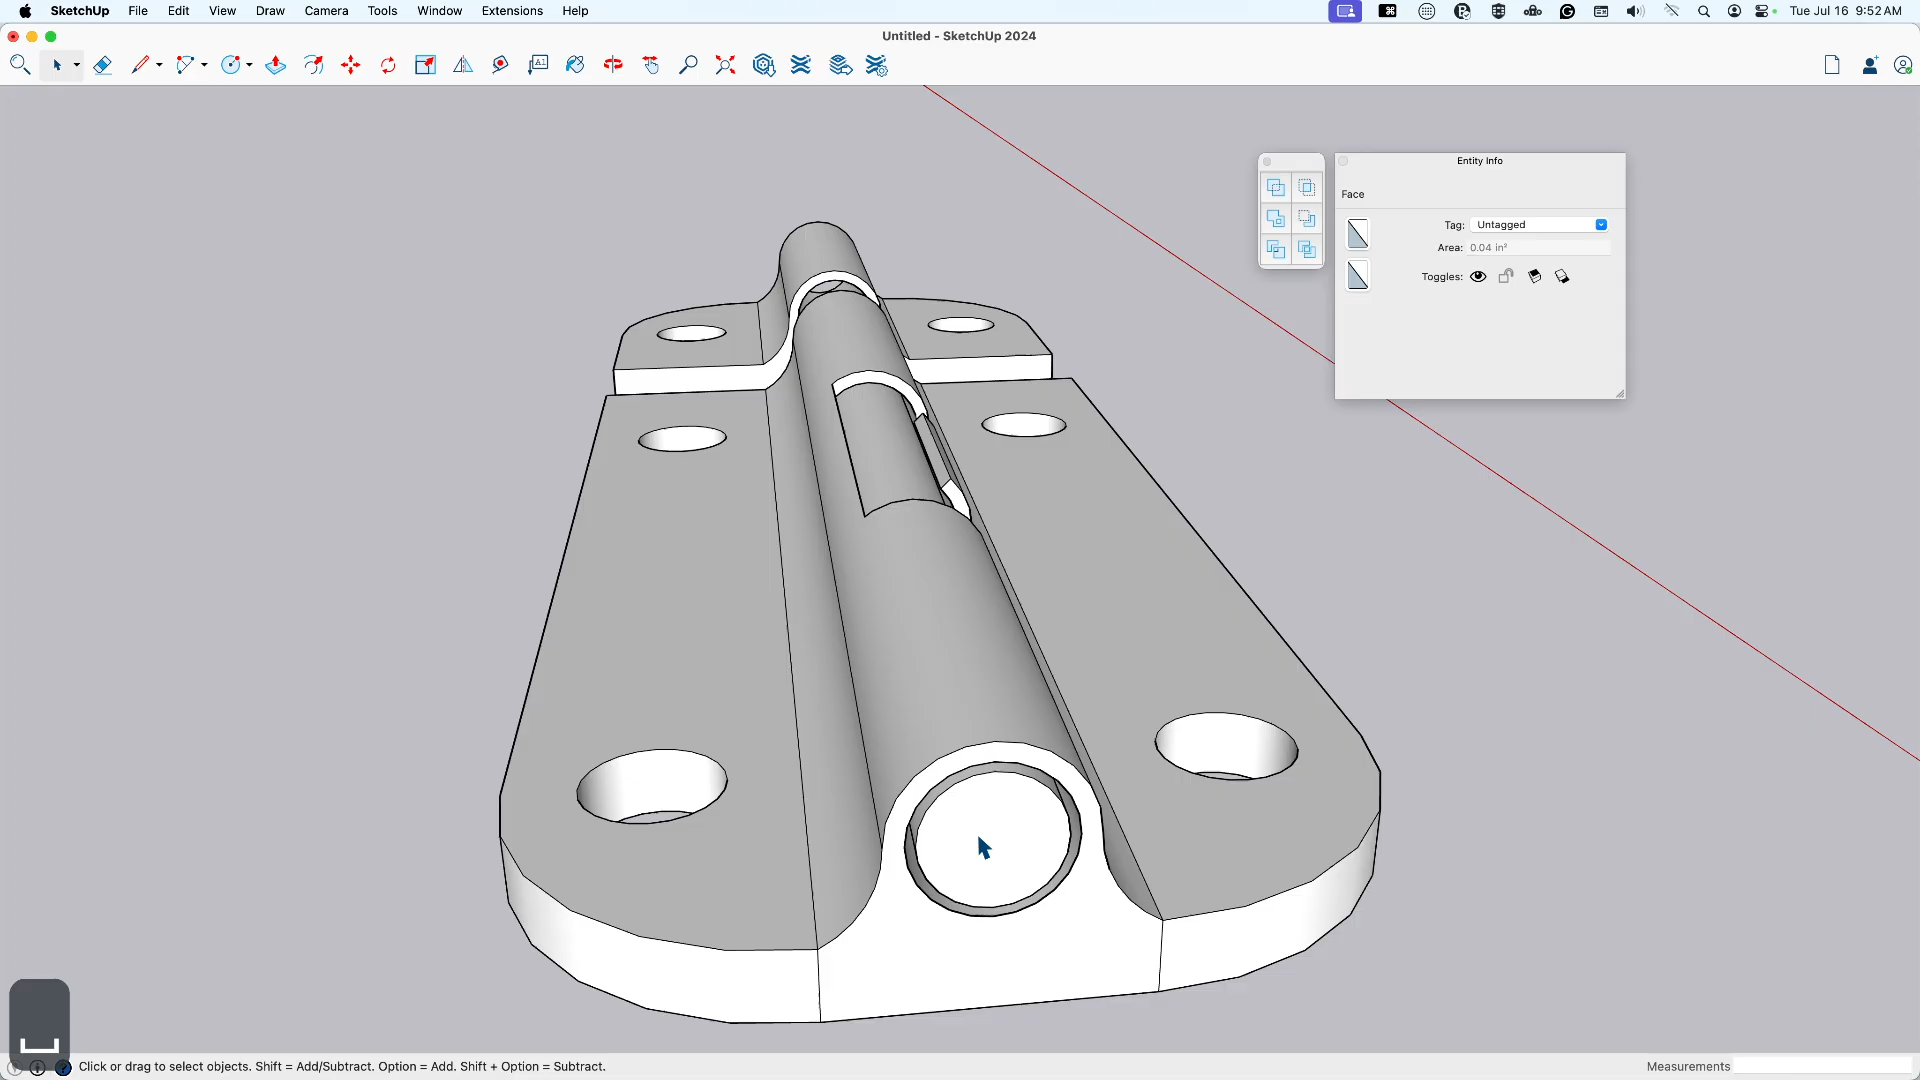 SketchUp File Edit View Draw Camera Tools Window Extensions Help
Tue Jul 16 9:52 AM
Untitled - SketchUp 2024
A1
Entity Info
Face
Tag: Untagged
Area: 0.04 in²
Toggles:
Click or drag to select objects. Shift = Add/Subtract. Option = Add. Shift + Option = Subtract.
Measurements